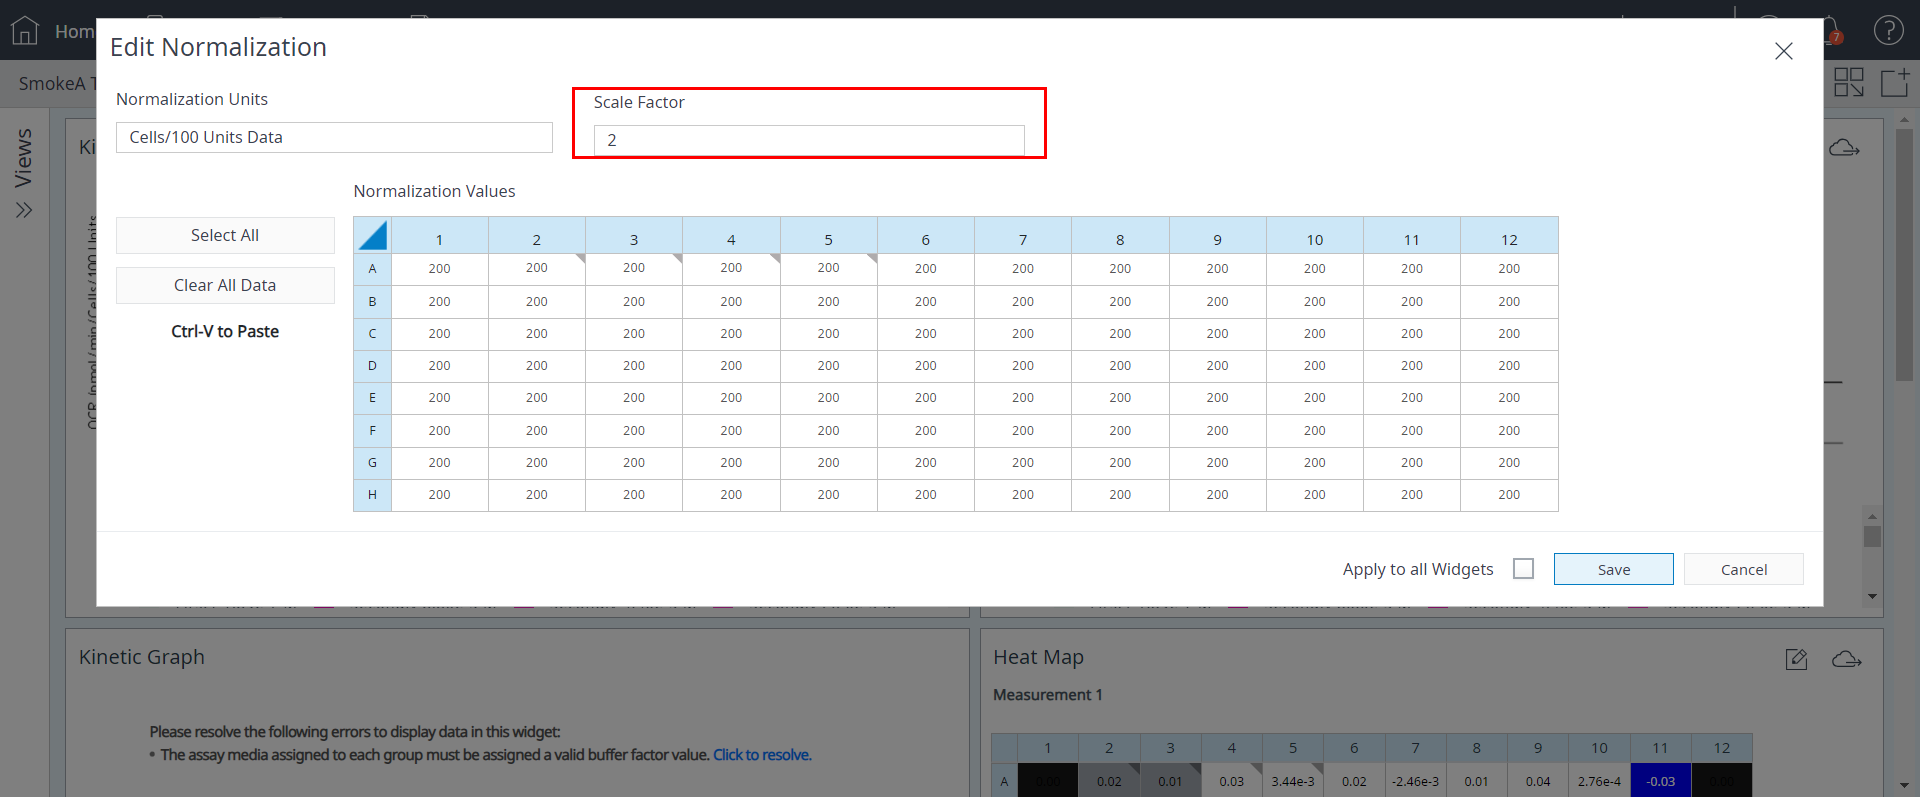 Edit Normalization
Hom
7
?
SmokeA T
Normalization Units
Scale Factor
Cells/100 Units Data
2
Views
Ki
Normalization Values
Select All
Clear All Data
Ctrl-V to Paste
1 2 3 4 5 6 7 8 9 10 11 12
A 200 200 200 200 200 200 200 200 200 200 200 200
B 200 200 200 200 200 200 200 200 200 200 200 200
C 200 200 200 200 200 200 200 200 200 200 200 200
D 200 200 200 200 200 200 200 200 200 200 200 200
E 200 200 200 200 200 200 200 200 200 200 200 200
F 200 200 200 200 200 200 200 200 200 200 200 200
G 200 200 200 200 200 200 200 200 200 200 200 200
H 200 200 200 200 200 200 200 200 200 200 200 200
Apply to all Widgets
Save
Cancel
Kinetic Graph
Please resolve the following errors to display data in this widget:
• The assay media assigned to each group must be assigned a valid buffer factor value. Click to resolve.
Heat Map
Measurement 1
1 2 3 4 5 6 7 8 9 10 11 12
A 0.00 0.02 0.01 0.03 3.44e-3 0.02 -2.46e-3 0.01 0.04 2.76e-4 -0.03 0.00